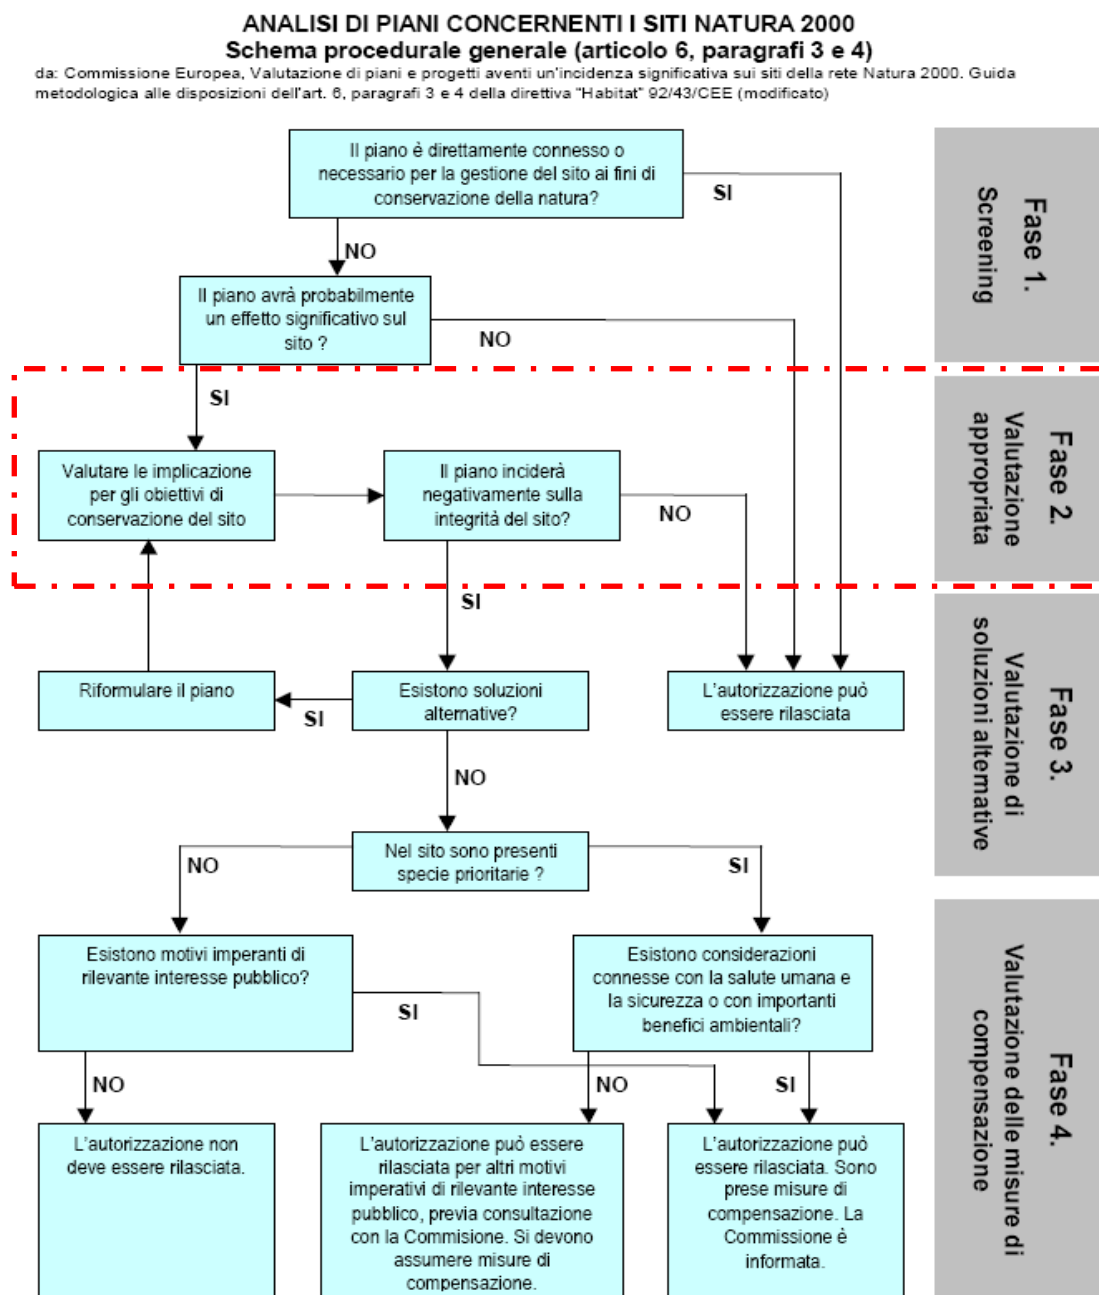 ANALISI DI PIANI CONCERNENTI I SITI NATURA 2000
Schema procedurale generale (articolo 6, paragrafi 3 e 4)
da: Commissione Europea, Valutazione di piani e progetti aventi un'incidenza significativa sui siti della rete Natura 2000. Guida
metodologica alle disposizioni dell'art. 6, paragrafi 3 e 4 della direttiva "Habitat" 92/43/CEE (modificato)
Il piano è direttamente connesso o
necessario per la gestione del sito ai fini di
conservazione della natura?
SI
NO
Fase 1.
Screening
Il piano avrà probabilmente
un effetto significativo sul
sito ?
NO
SI
Valutare le implicazione
per gli obiettivi di
conservazione del sito
Il piano inciderà
negativamente sulla
integrità del sito?
NO
SI
Fase 2.
Valutazione
appropriata
Riformulare il piano
SI
Esistono soluzioni
alternative?
L'autorizzazione può
essere rilasciata
NO
Fase 3.
Valutazione di
soluzioni alternative
Nel sito sono presenti
specie prioritarie ?
NO
SI
Esistono motivi imperanti di
rilevante interesse pubblico?
SI
NO
Esistono considerazioni
connesse con la salute umana e
la sicurezza o con importanti
benefici ambientali?
NO
SI
Fase 4.
Valutazione delle misure di
compensazione
L'autorizzazione non
deve essere rilasciata.
L'autorizzazione può essere
rilasciata per altri motivi
imperativi di rilevante interesse
pubblico, previa consultazione
con la Commisione. Si devono
assumere misure di
compensazione.
L'autorizzazione può
essere rilasciata. Sono
prese misure di
compensazione. La
Commissione è
informata.